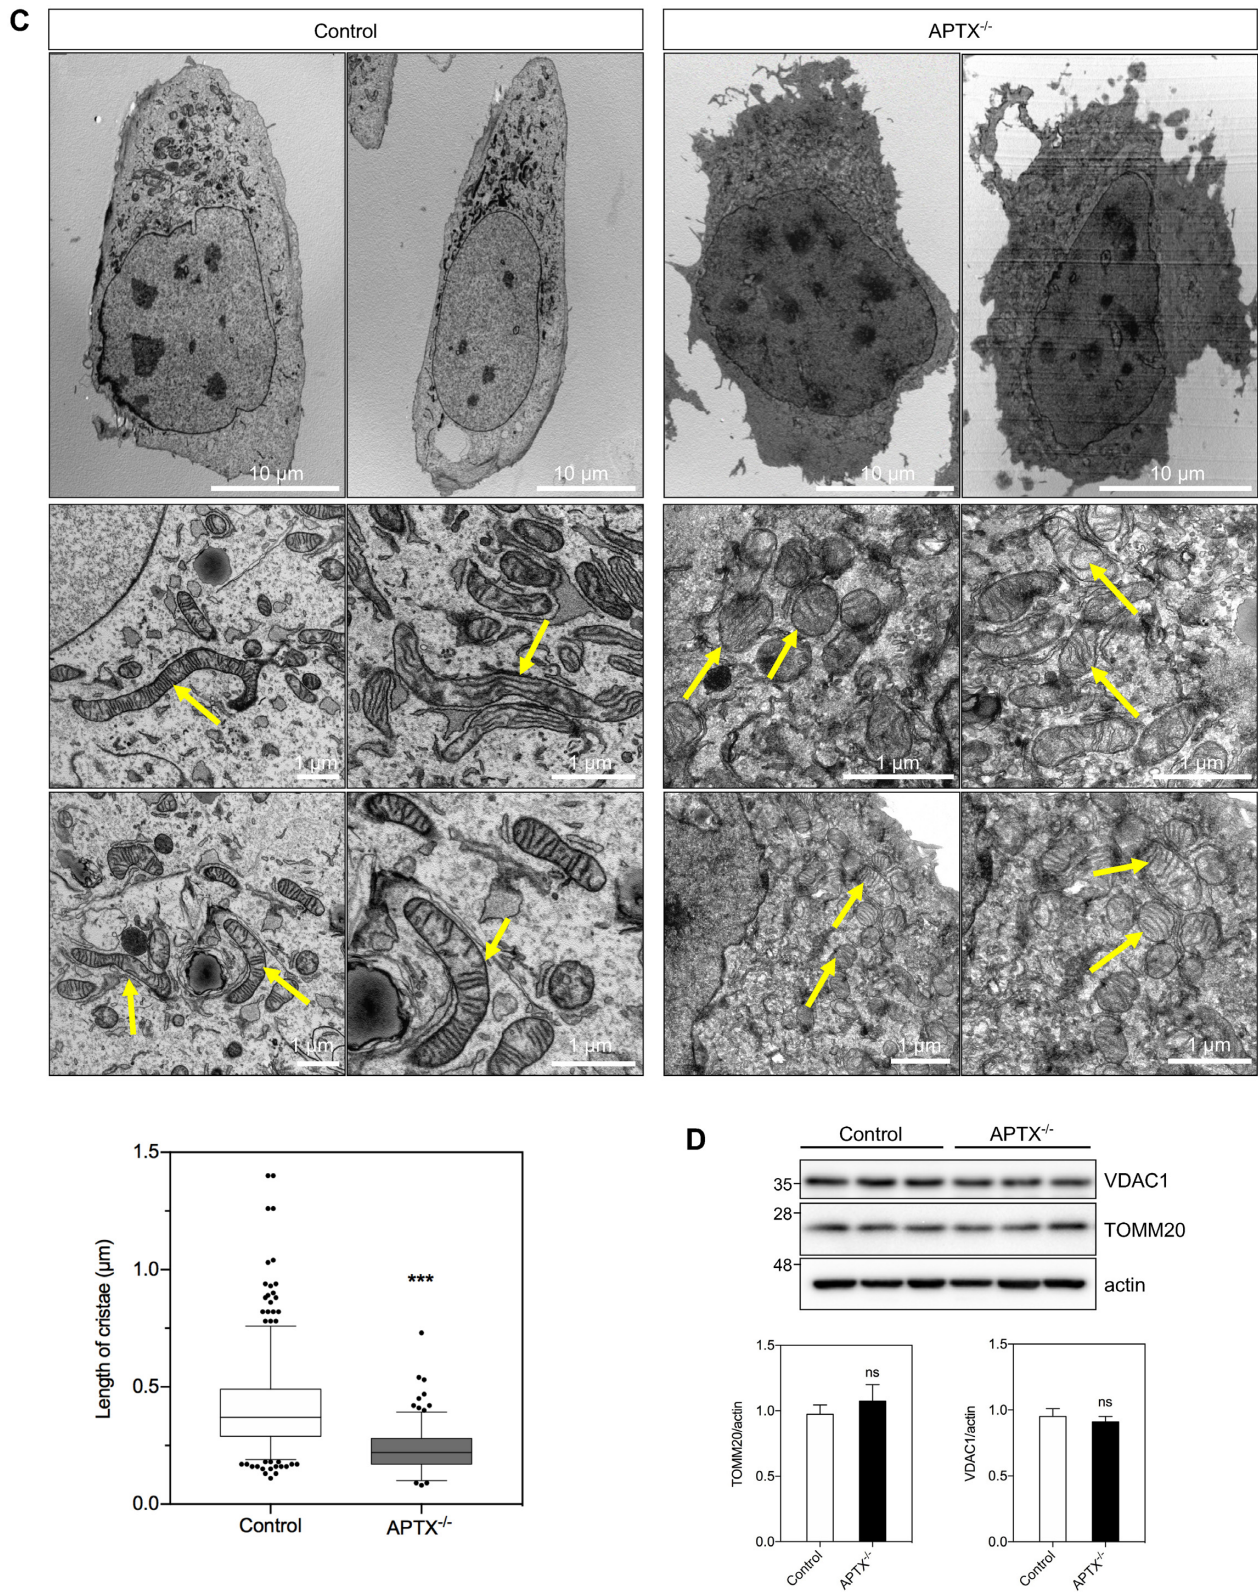 C
Control
APTX-/-
10 µm
10 µm
10 µm
10 µm
1 µm
1 µm
1 µm
1 µm
1 µm
1 µm
1 µm
1 µm
1.5
1.0
0.5
0.0
Length of cristae (µm)
***
Control
APTX-/-
D
Control
APTX-/-
35
VDAC1
28
TOMM20
48
actin
1.5
1.0
0.5
0.0
TOMM20/actin
ns
Control
APTX-/-
1.5
1.0
0.5
0.0
VDAC1/actin
ns
Control
APTX-/-